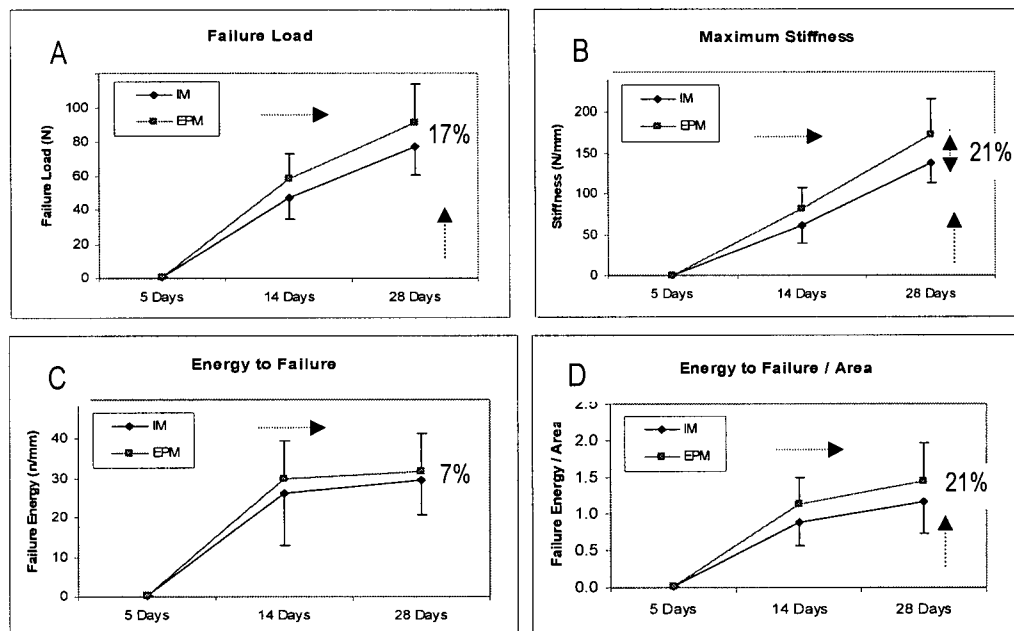 A
Failure Load
Failure Load (N)
100
80
60
40
20
0
IM
EPM
17%
5 Days
14 Days
28 Days
B
Maximum Stiffness
Stiffness (N/mm)
200
150
100
50
0
IM
EPM
21%
5 Days
14 Days
28 Days
C
Energy to Failure
Failure Energy (n/mm)
40
30
20
10
0
IM
EPM
7%
5 Days
14 Days
28 Days
D
Energy to Failure / Area
Failure Energy / Area
2.5
2.0
1.5
1.0
0.5
0.0
IM
EPM
21%
5 Days
14 Days
28 Days